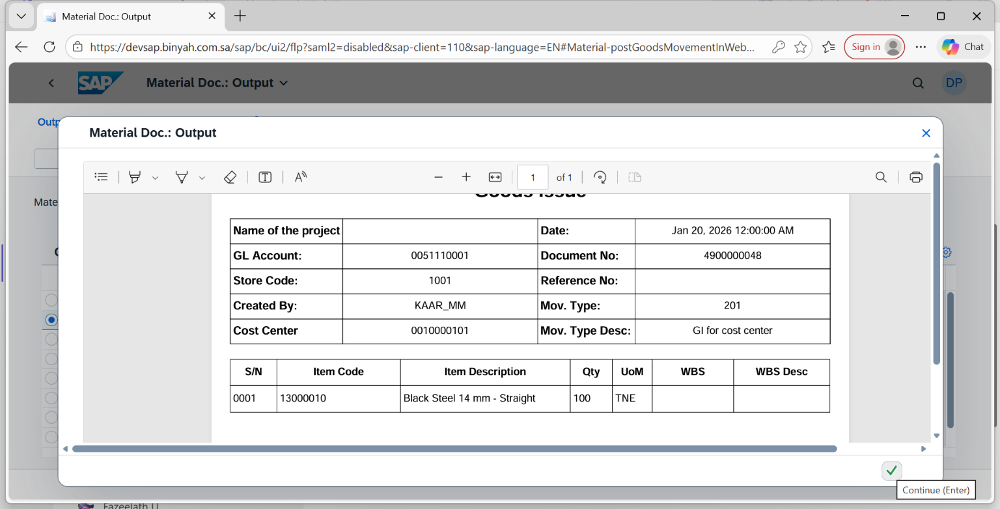 Material Doc.: Output
https://devsap.binyah.com.sa/sap/bc/ui2/flp?saml2=disabled&sap-client=110&sap-language=EN#Material-postGoodsMovementInWeb...
Sign in
Chat
SAP
Material Doc.: Output
DP
Outp
Material Doc.: Output
1 of 1
Mate
Goods Issue
Name of the project Date: Jan 20, 2026 12:00:00 AM
GL Account: 0051110001 Document No: 4900000048
Store Code: 1001 Reference No:
Created By: KAAR_MM Mov. Type: 201
Cost Center 0010000101 Mov. Type Desc: GI for cost center
S/N Item Code Item Description Qty UoM WBS WBS Desc
0001 13000010 Black Steel 14 mm - Straight 100 TNE
Continue (Enter)
Fazeelath U